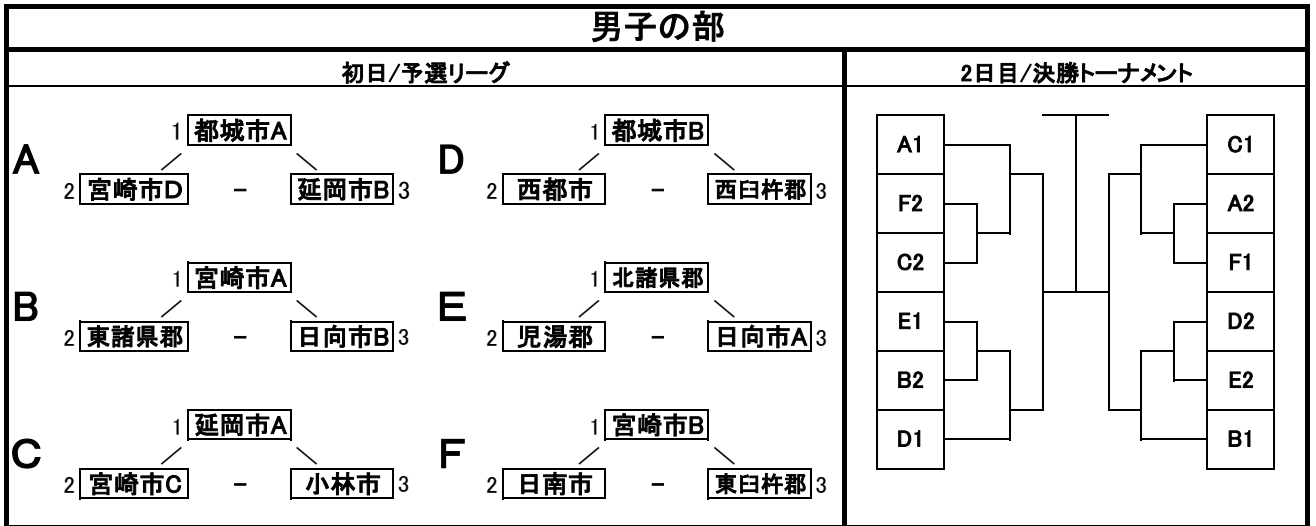 男子の部
初日/予選リーグ
2日目/決勝トーナメント
A
1 都城市A
2 宮崎市D － 延岡市B 3
B
1 宮崎市A
2 東諸県郡 － 日向市B 3
C
1 延岡市A
2 宮崎市C － 小林市 3
D
1 都城市B
2 西都市 － 西臼杵郡 3
E
1 北諸県郡
2 児湯郡 － 日向市A 3
F
1 宮崎市B
2 日南市 － 東臼杵郡 3
A1
F2
C2
E1
B2
D1
C1
A2
F1
D2
E2
B1